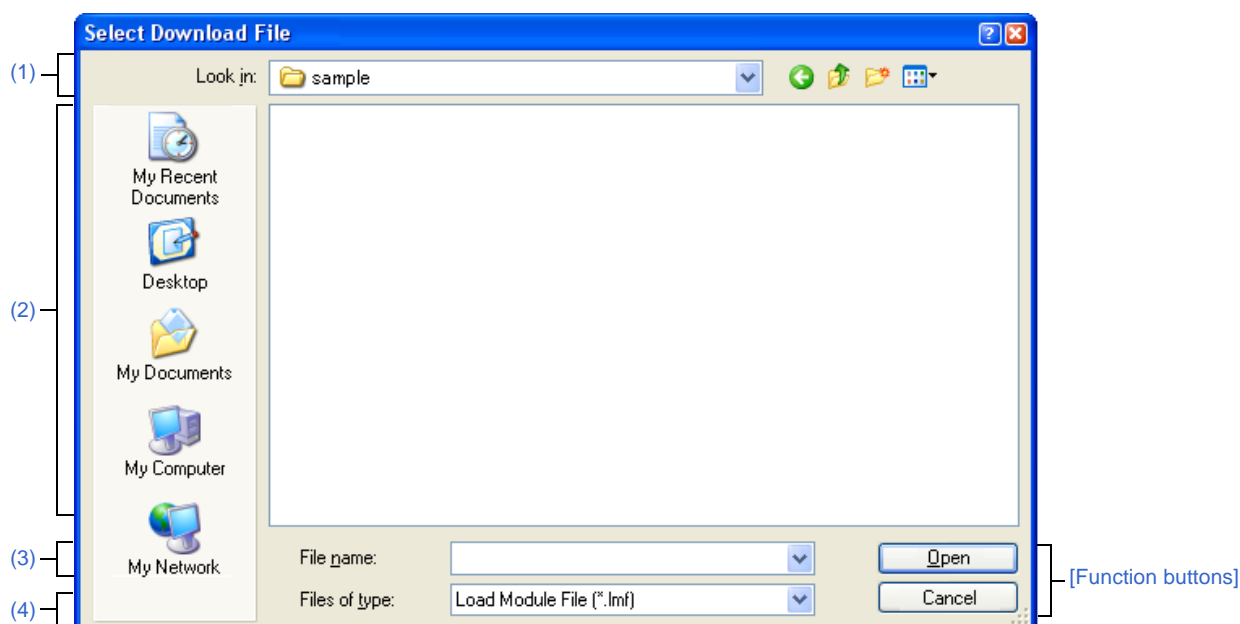 Select Download File
(1)
Look in:
sample
(2)
My Recent
Documents
Desktop
My Documents
My Computer
My Network
(3)
File name:
Open
[Function buttons]
(4)
Files of type:
Load Module File (*.lmf)
Cancel